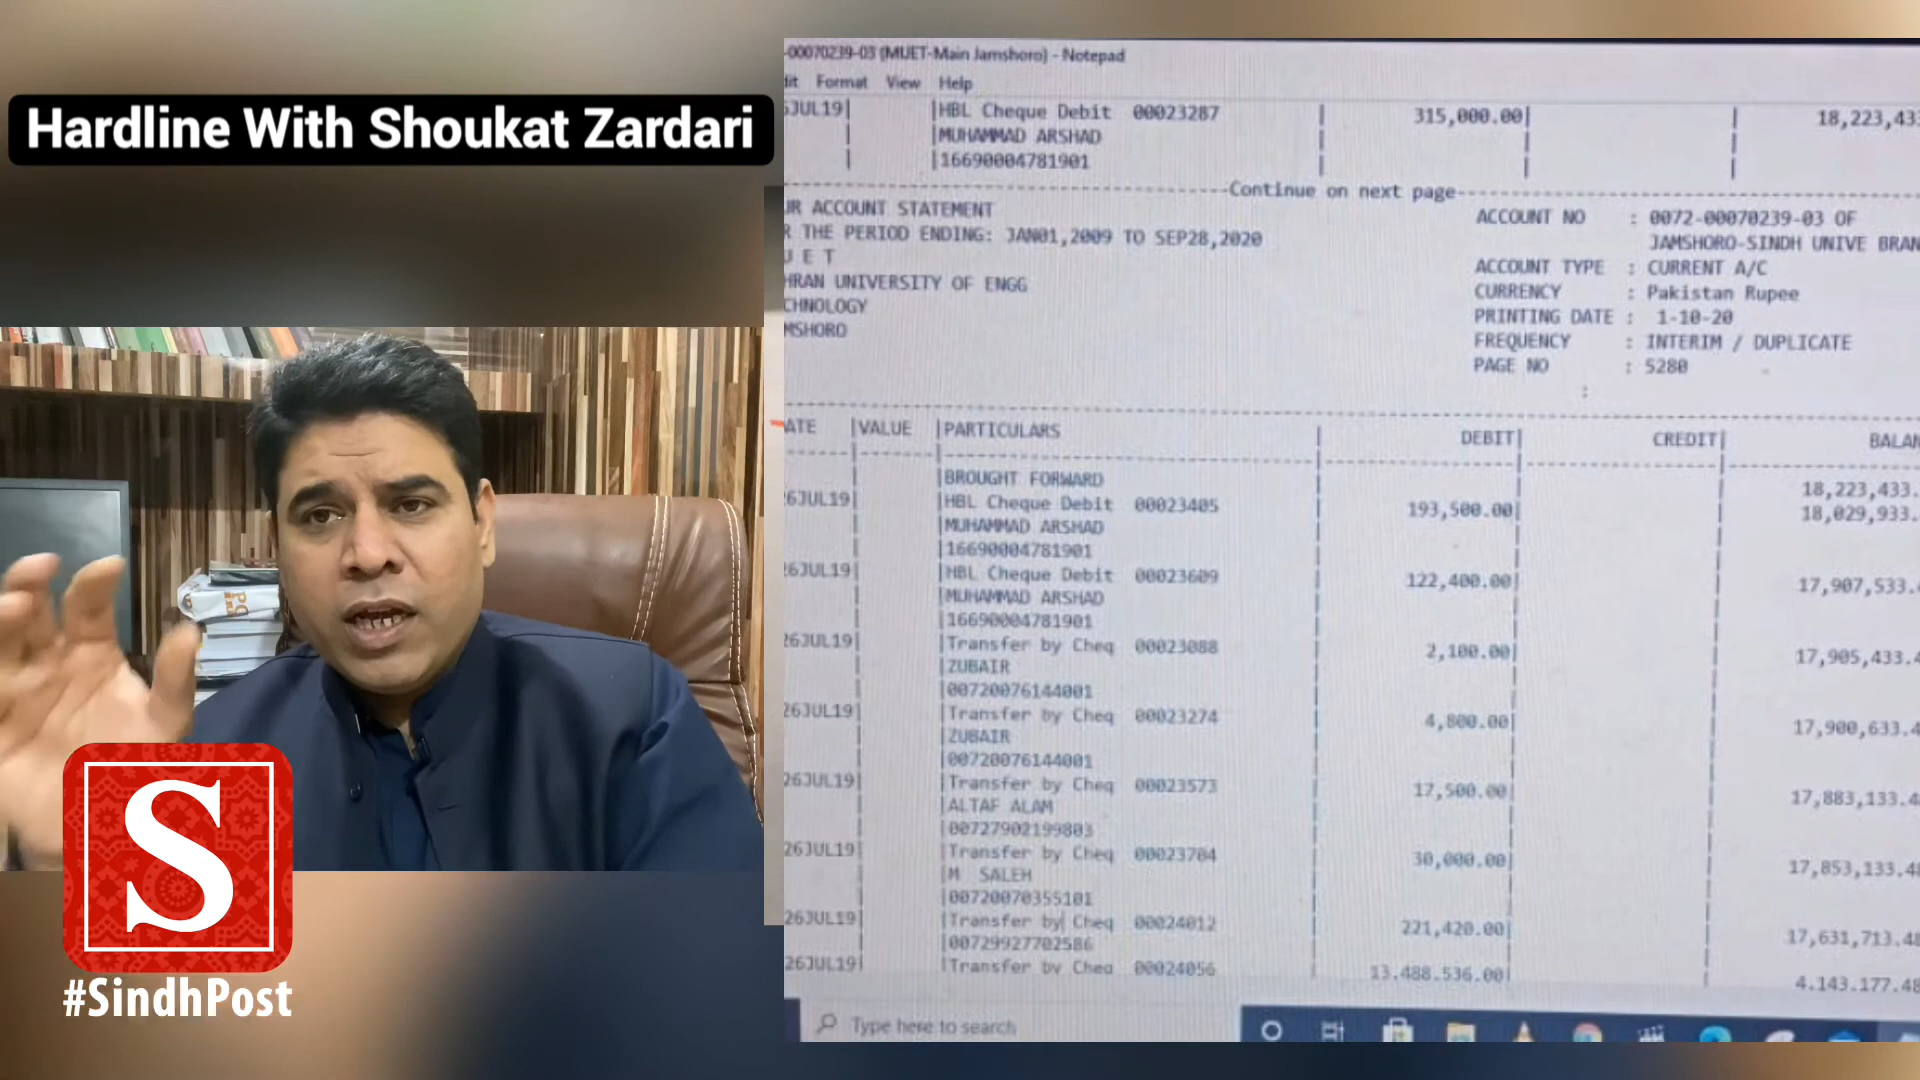 Hardline With Shoukat Zardari
-00070239-03 (MUET-Main Jamshoro) - Notepad
Format View Help
JUL19| |HBL Cheque Debit 00023287 | 315,000.00| | 18,223,433
|MUHAMMAD ARSHAD
|16690004781901
Continue on next page
UR ACCOUNT STATEMENT
ACCOUNT NO : 0072-00070239-03 OF
R THE PERIOD ENDING: JAN01,2009 TO SEP28,2020
JAMSHORO-SINDH UNIVE BRAN
U E T
ACCOUNT TYPE : CURRENT A/C
HRAN UNIVERSITY OF ENGG
CURRENCY : Pakistan Rupee
CHNOLOGY
PRINTING DATE : 1-10-20
MSHORO
FREQUENCY : INTERIM / DUPLICATE
PAGE NO : 5280
:
ATE |VALUE |PARTICULARS | DEBIT| CREDIT| BALAN
|BROUGHT FORWARD 18,223,433.
26JUL19| |HBL Cheque Debit 00023405 193,500.00| 18,029,933.
|MUHAMMAD ARSHAD
|16690004781901
26JUL19| |HBL Cheque Debit 00023609 122,400.00| 17,907,533.
|MUHAMMAD ARSHAD
|16690004781901
26JUL19| |Transfer by Cheq 00023088 2,100.00| 17,905,433.4
|ZUBAIR
|00720076144001
26JUL19| |Transfer by Cheq 00023274 4,800.00| 17,900,633.4
|ZUBAIR
|00720076144001
26JUL19| |Transfer by Cheq 00023573 17,500.00| 17,883,133.4
|ALTAF ALAM
|00727902199803
26JUL19| |Transfer by Cheq 00023704 30,000.00| 17,853,133.48
|M SALEH
|00720070355101
26JUL19| |Transfer by Cheq 00024012 221,420.00| 17,631,713.48
|00729927702586
26JUL19| |Transfer by Cheq 00024056 13,488,536.00| 4,143,177.48
Type here to search
S
#SindhPost